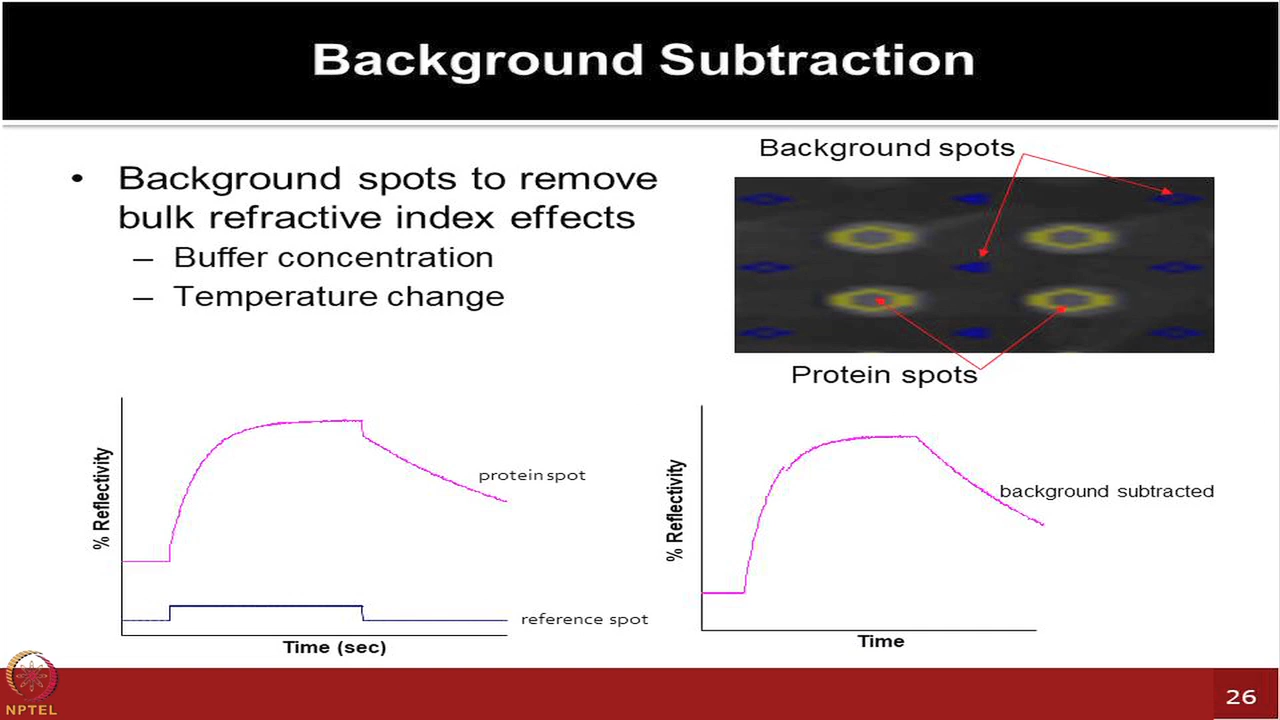 Background Subtraction
• Background spots to remove
bulk refractive index effects
– Buffer concentration
– Temperature change
Background spots
Protein spots
% Reflectivity
protein spot
reference spot
Time (sec)
% Reflectivity
background subtracted
Time
NPTEL
26